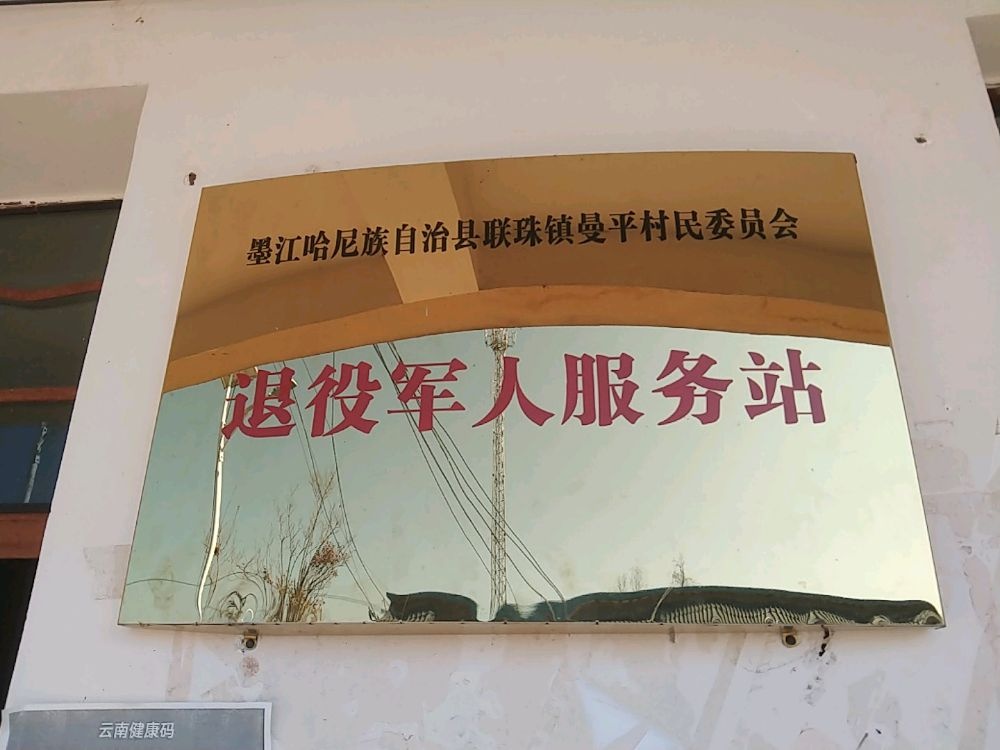 墨江哈尼族自治县联珠镇曼平村民委员会
退役军人服务站
云南健康码